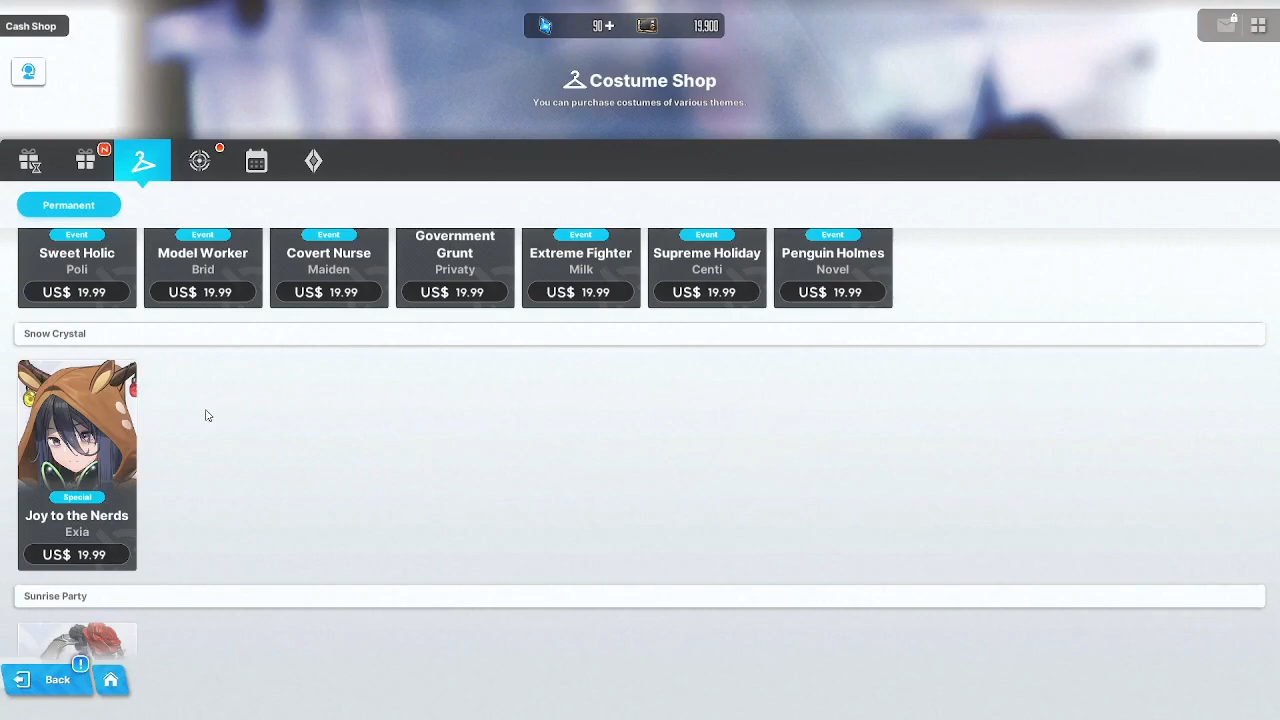 Cash Shop
90 +
19,900
Costume Shop
You can purchase costumes of various themes.
N
Permanent
Event
Sweet Holic
Poli
US$ 19.99
Event
Model Worker
Brid
US$ 19.99
Event
Covert Nurse
Maiden
US$ 19.99
Government
Grunt
Privaty
US$ 19.99
Event
Extreme Fighter
Milk
US$ 19.99
Event
Supreme Holiday
Centi
US$ 19.99
Event
Penguin Holmes
Novel
US$ 19.99
Snow Crystal
Special
Joy to the Nerds
Exia
US$ 19.99
Sunrise Party
!
Back